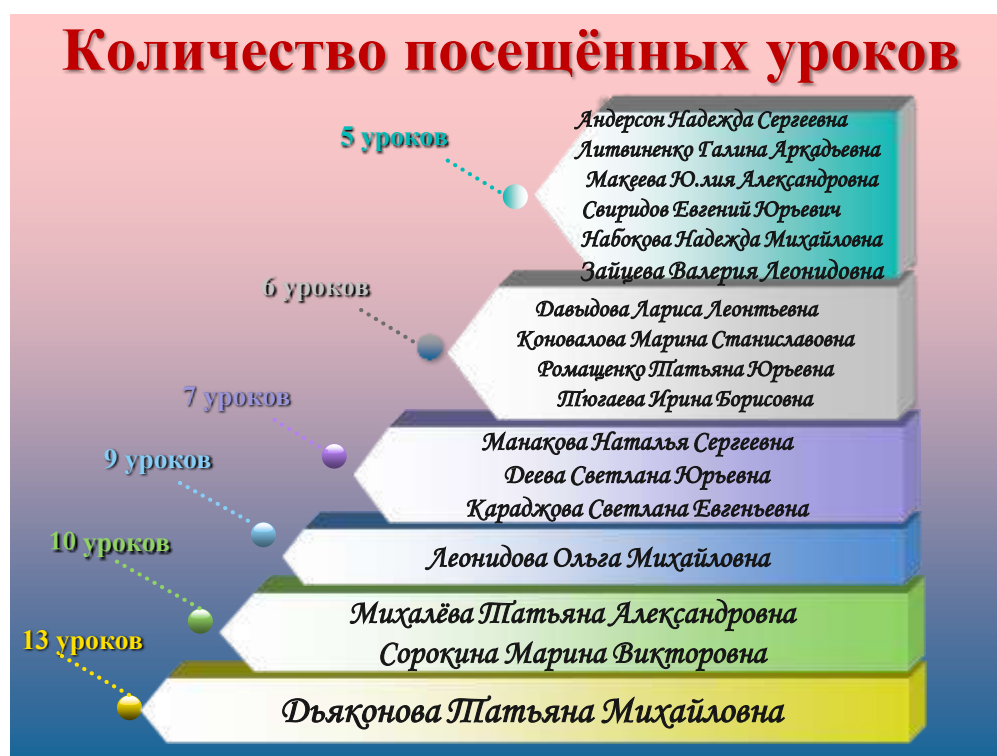 Количество посещённых уроков
5 уроков
Андерсон Надежда Сергеевна
Литвиненко Галина Аркадьевна
Макеева Ю.лия Александровна
Свиридов Евгений Юрьевич
Набокова Надежда Михайловна
Зайцева Валерия Леонидовна
6 уроков
Давыдова Лариса Леонтьевна
Коновалова Марина Станиславовна
Ромащенко Татьяна Юрьевна
Тюгаева Ирина Борисовна
7 уроков
Манакова Наталья Сергеевна
Деева Светлана Юрьевна
Караджова Светлана Евгеньевна
9 уроков
Леонидова Ольга Михайловна
10 уроков
Михалёва Татьяна Александровна
Сорокина Марина Викторовна
13 уроков
Дьяконова Татьяна Михайловна